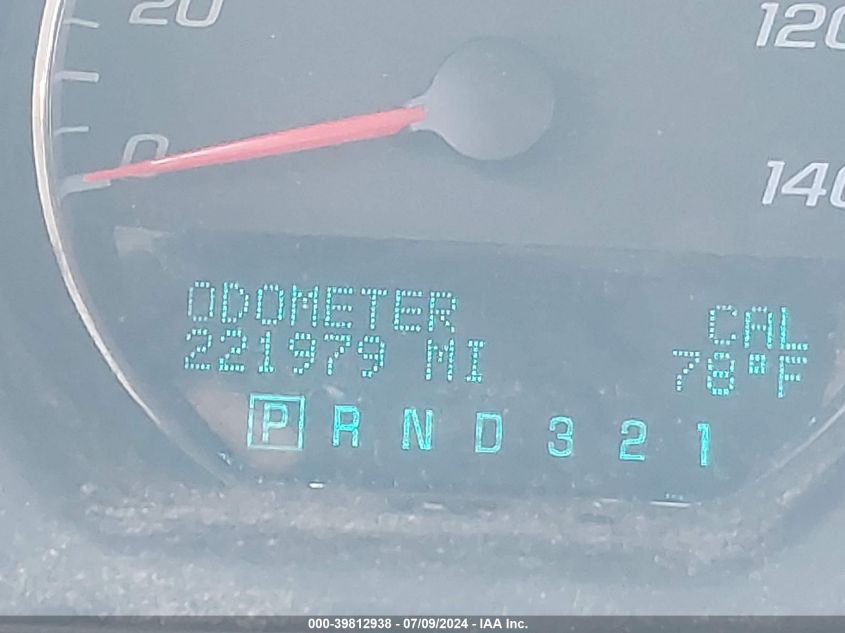 20
120
0
140
ODOMETER
CAL
221979 MI
78°F
P R N D 3 2 1
000-39812938 - 07/09/2024 - IAA Inc.